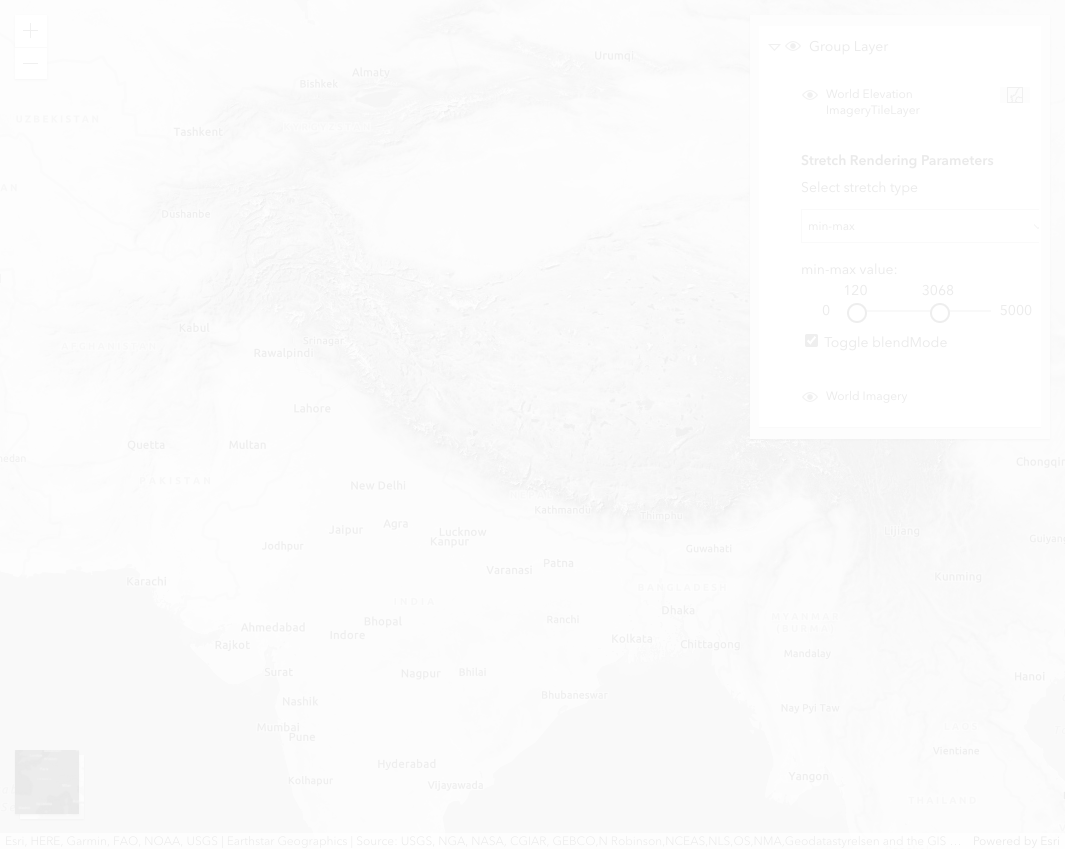 Group Layer
World Elevation
ImageryTileLayer
Stretch Rendering Parameters
Select stretch type
min-max
min-max value:
120 3068
0 5000
Toggle blendMode
World Imagery
Urumqi
Almaty
Bishkek
UZBEKISTAN
Tashkent
AN
Dushanbe
Kabul
Srinagar
AFGHANISTAN
Rawalpindi
Lahore
Quetta
Multan
Chongqin
PAKISTAN
New Delhi
Kathmandu
Thimphu
Agra
Jaipur
Lucknow
Kanpur
Jodhpur
Lijiang
Guiyang
Guwahati
Patna
Varanasi
Kunming
Karachi
BANGLADESH
INDIA
Dhaka
MYANMAR
(BURMA)
Bhopal
Ranchi
Ahmedabad
Indore
Kolkata
Chittagong
Rajkot
Mandalay
Surat
Nagpur
Bhilai
Hanoi
Bhubaneswar
Nashik
Nay Pyi Taw
Mumbai
Pune
LAOS
Vientiane
Hyderabad
Yangon
Kolhapur
Vijayawada
THAILAND
Esri, HERE, Garmin, FAO, NOAA, USGS | Earthstar Geographics | Source: USGS, NGA, NASA, CGIAR, GEBCO,N Robinson,NCEAS,NLS,OS,NMA,Geodatastyrelsen and the GIS ... Powered by Esri